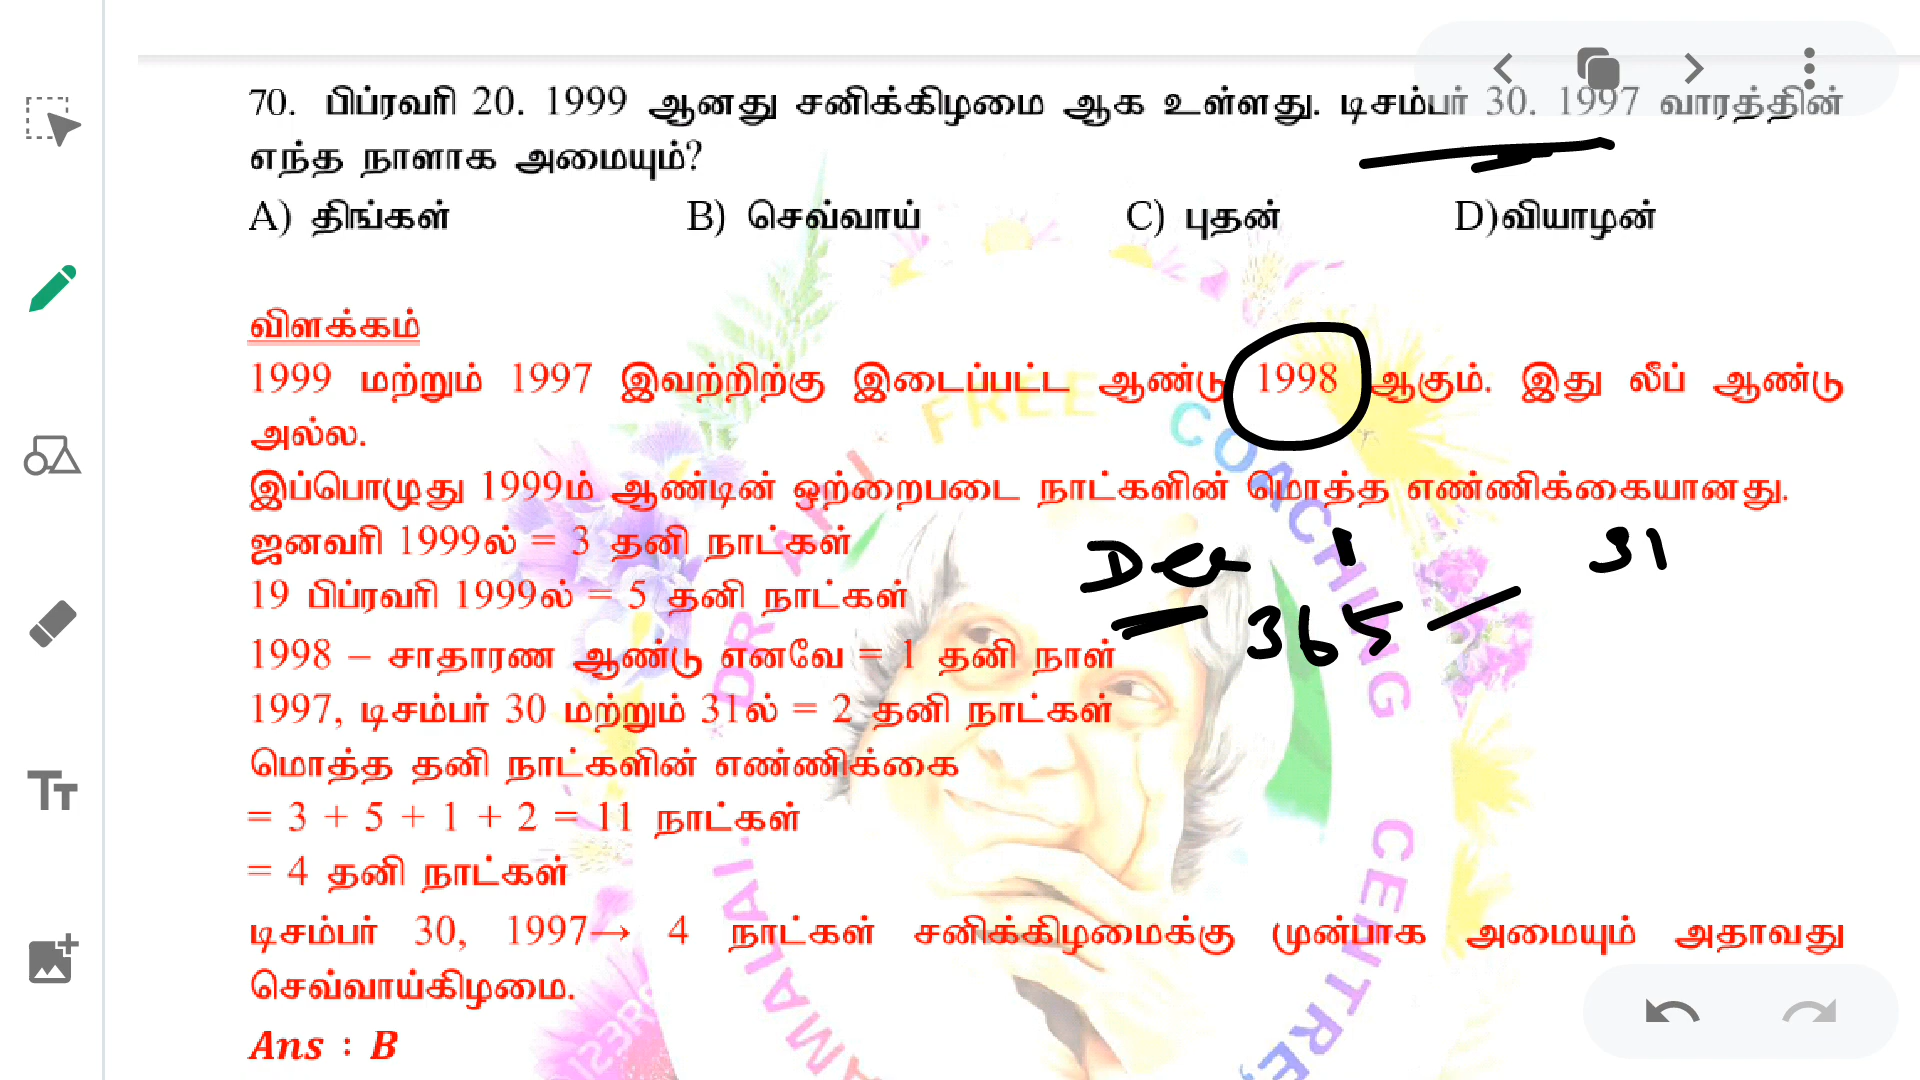 70. பிப்ரவரி 20. 1999 ஆனது சனிக்கிழமை ஆக உள்ளது. டிசம்பர் 30. 1997 வாரத்தின்
எந்த நாளாக அமையும்?
A) திங்கள் B) செவ்வாய் C) புதன் D)வியாழன்
விளக்கம்
1999 மற்றும் 1997 இவற்றிற்கு இடைப்பட்ட ஆண்டு 1998 ஆகும். இது லீப் ஆண்டு
அல்ல.
இப்பொழுது 1999ம் ஆண்டின் ஒற்றைபடை நாட்களின் மொத்த எண்ணிக்கையானது.
ஜனவரி 1999ல் = 3 தனி நாட்கள்
Dec 1 31
19 பிப்ரவரி 1999ல் = 5 தனி நாட்கள்
365 –
1998 – சாதாரண ஆண்டு எனவே = 1 தனி நாள்
1997, டிசம்பர் 30 மற்றும் 31ல் = 2 தனி நாட்கள்
மொத்த தனி நாட்களின் எண்ணிக்கை
= 3 + 5 + 1 + 2 = 11 நாட்கள்
= 4 தனி நாட்கள்
டிசம்பர் 30, 1997→ 4 நாட்கள் சனிக்கிழமைக்கு முன்பாக அமையும் அதாவது
செவ்வாய்கிழமை.
Ans : B
FREE COACHING CENTRE,
TT